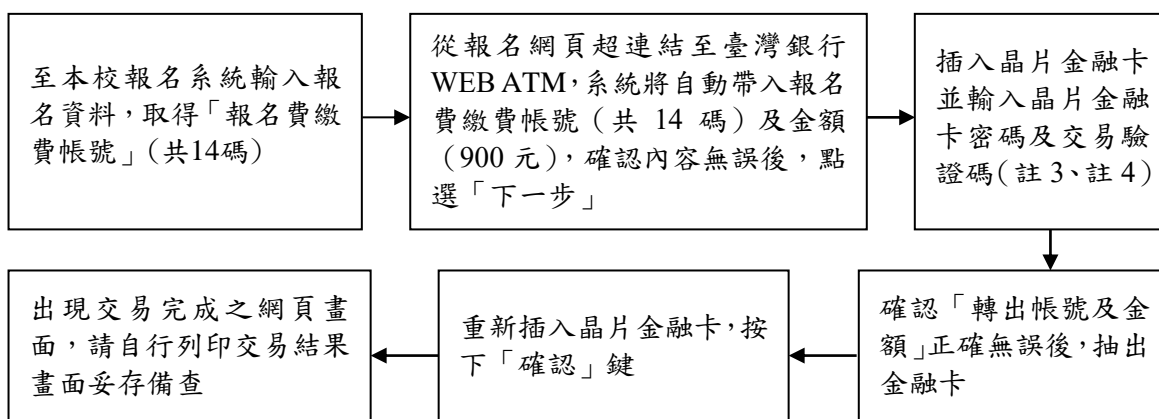 至本校報名系統輸入報
名資料，取得「報名費繳
費帳號」（共14碼）
從報名網頁超連結至臺灣銀行
WEB ATM，系統將自動帶入報名
費繳費帳號（共 14 碼）及金額
（900 元），確認內容無誤後，點
選「下一步」
插入晶片金融卡
並輸入晶片金融
卡密碼及交易驗
證碼（註 3、註 4）
確認「轉出帳號及金
額」正確無誤後，抽出
金融卡
重新插入晶片金融卡，按
下「確認」鍵
出現交易完成之網頁畫
面，請自行列印交易結果
畫面妥存備查